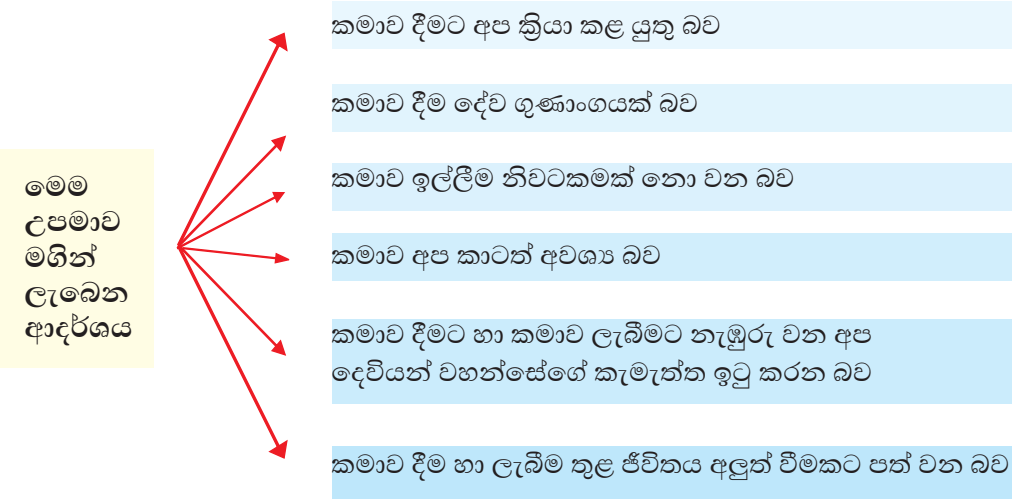 මෙම
උපමාව
මගින්
ලැබෙන
ආදර්ශය
කමාව දීමට අප ක්‍රියා කළ යුතු බව
කමාව දීම දේව ගුණාංගයක් බව
කමාව ඉල්ලීම නිවටකමක් නො වන බව
කමාව අප කාටත් අවශ්‍ය බව
කමාව දීමට හා කමාව ලැබීමට නැඹුරු වන අප
දෙවියන් වහන්සේගේ කැමැත්ත ඉටු කරන බව
කමාව දීම හා ලැබීම තුළ ජීවිතය අලුත් වීමකට පත් වන බව